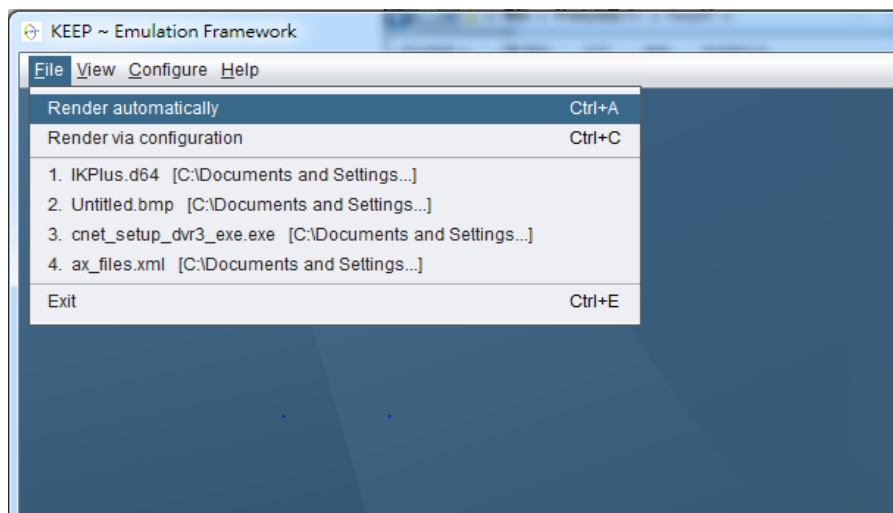 KEEP ~ Emulation Framework
File View Configure Help
Render automatically Ctrl+A
Render via configuration Ctrl+C
1. IKPlus.d64 [C:\Documents and Settings...]
2. Untitled.bmp [C:\Documents and Settings...]
3. cnet_setup_dvr3_exe.exe [C:\Documents and Settings...]
4. ax_files.xml [C:\Documents and Settings...]
Exit Ctrl+E